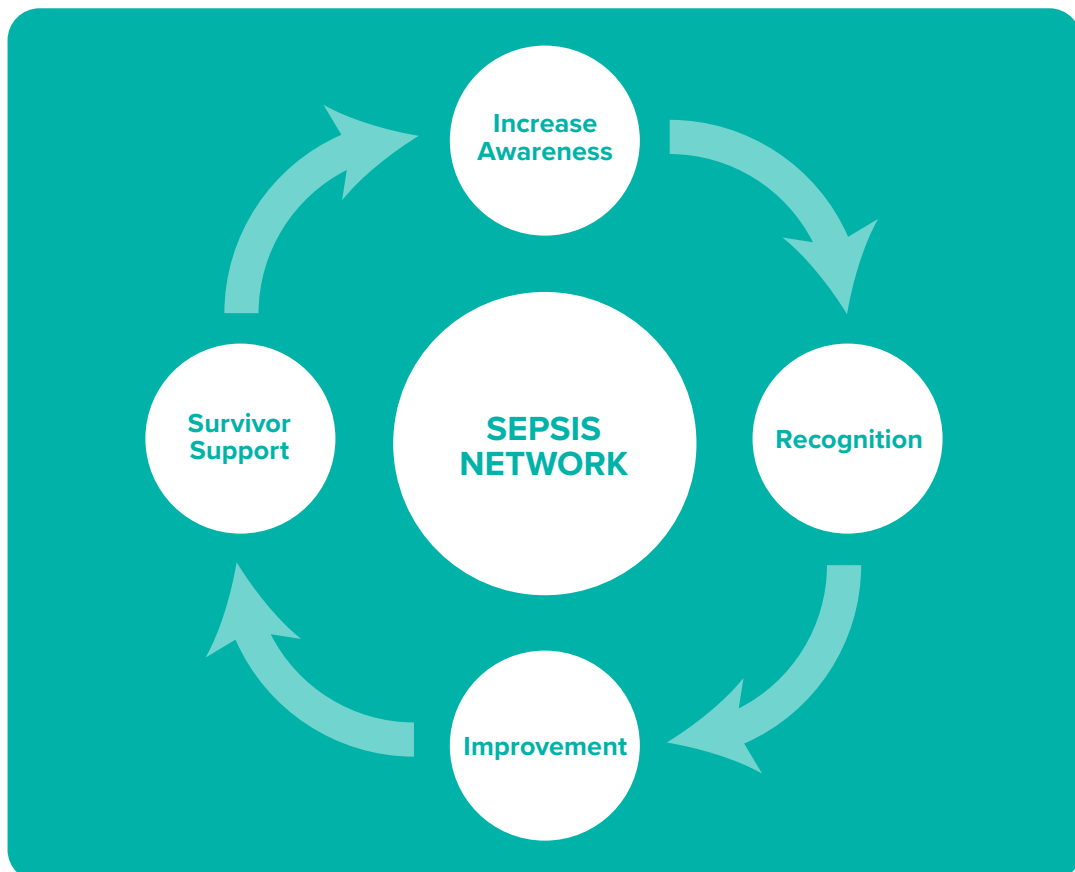 Increase
Awareness
Survivor
Support
SEPSIS
NETWORK
Recognition
Improvement